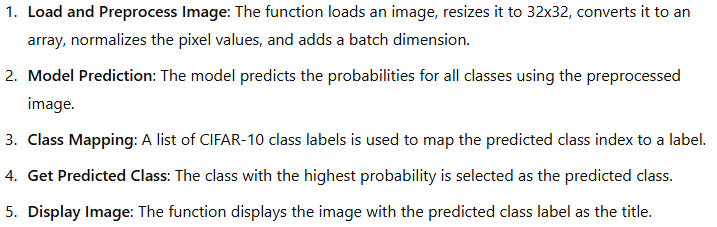 1. Load and Preprocess Image: The function loads an image, resizes it to 32x32, converts it to an
array, normalizes the pixel values, and adds a batch dimension.
2. Model Prediction: The model predicts the probabilities for all classes using the preprocessed
image.
3. Class Mapping: A list of CIFAR-10 class labels is used to map the predicted class index to a label.
4. Get Predicted Class: The class with the highest probability is selected as the predicted class.
5. Display Image: The function displays the image with the predicted class label as the title.